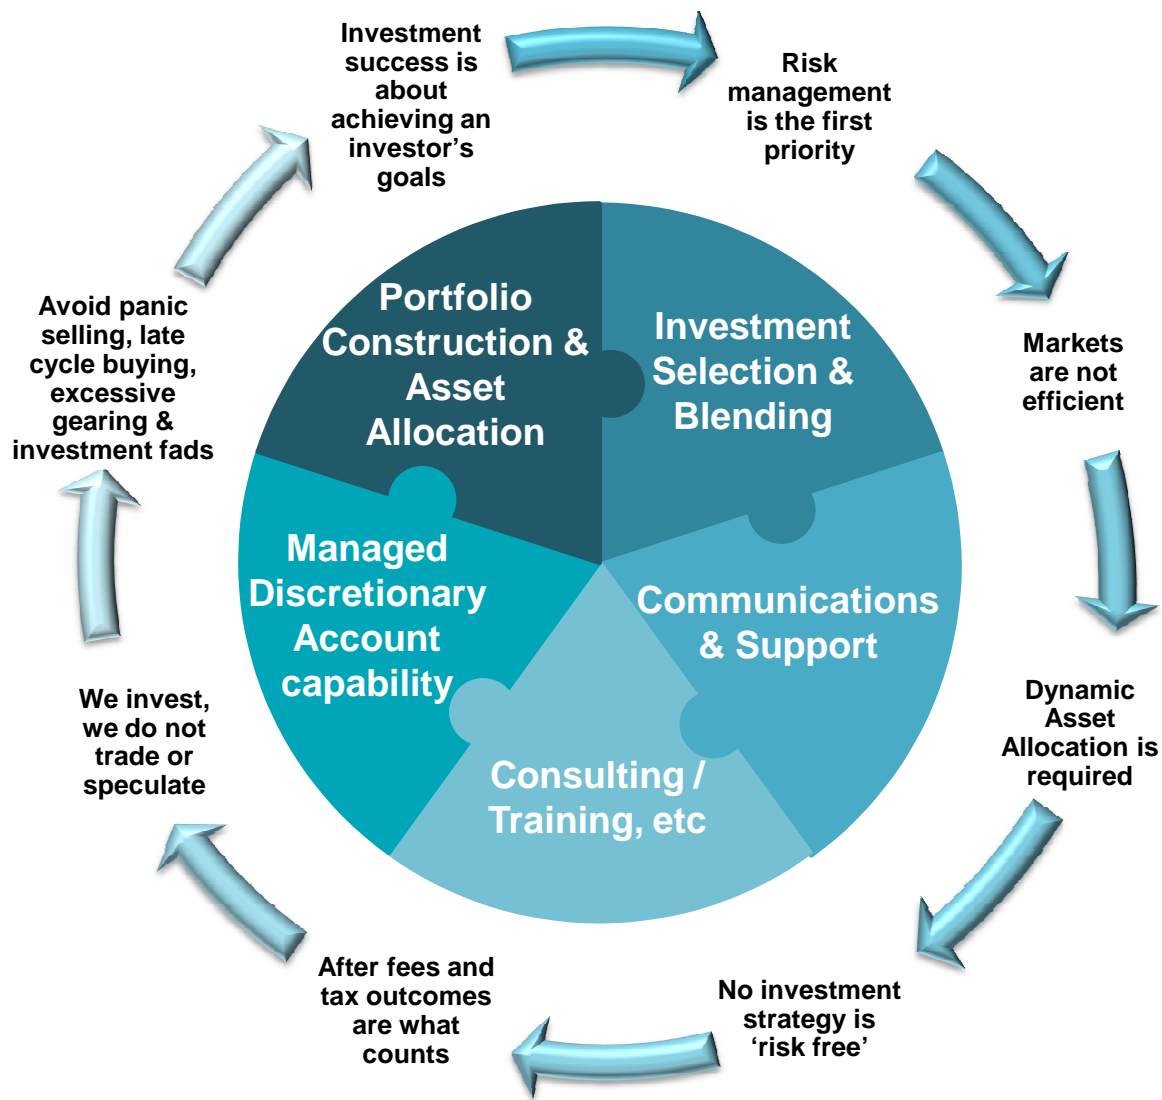 Investment
success is
about
achieving an
investor’s
goals
Risk
management
is the first
priority
Markets
are not
efficient
Dynamic
Asset
Allocation is
required
No investment
strategy is
‘risk free’
After fees and
tax outcomes
are what
counts
We invest,
we do not
trade or
speculate
Avoid panic
selling, late
cycle buying,
excessive
gearing &
investment fads
Portfolio
Construction &
Asset
Allocation
Investment
Selection &
Blending
Communications
& Support
Consulting /
Training, etc
Managed
Discretionary
Account
capability